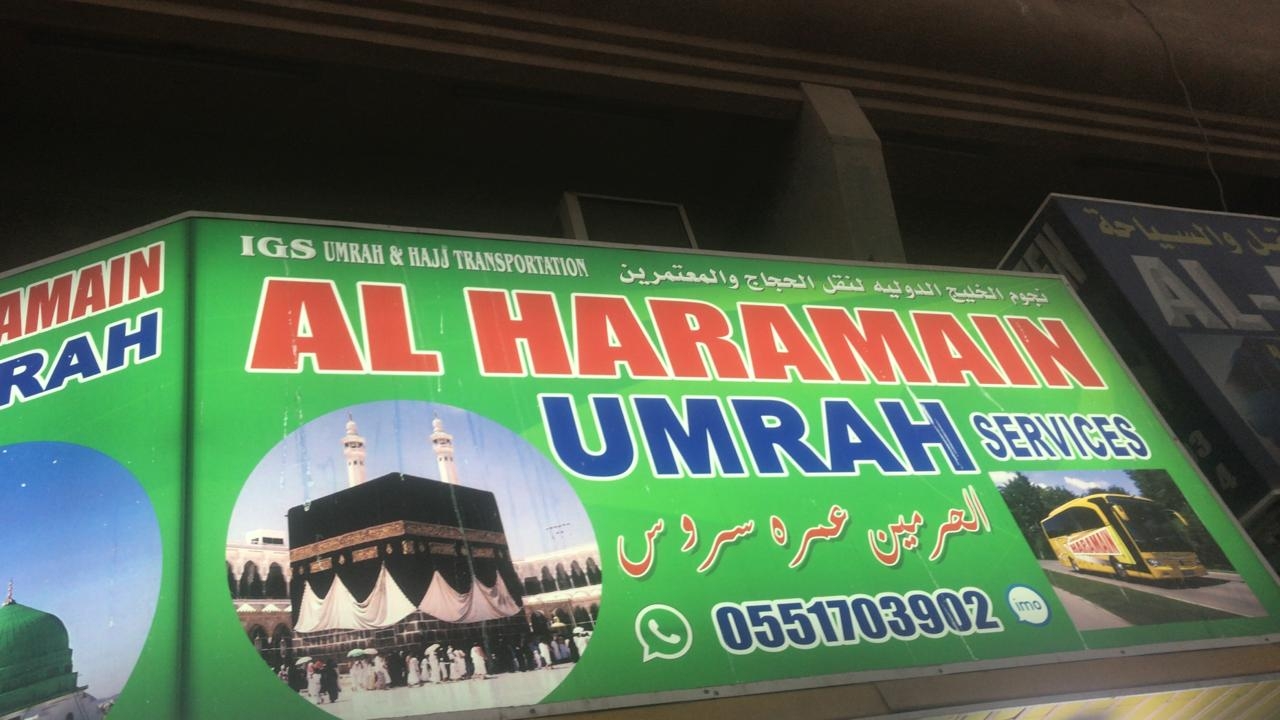 AMAIN
RAH
IGS UMRAH & HAJJ TRANSPORTATION
نجوم الخليج الدوليه لنقل الحجاج والمعتمرين
AL HARAMAIN
UMRAH SERVICES
الحرمين عمره سروس
HARAMAIN
0551703902
imo
والسياحة
AL-